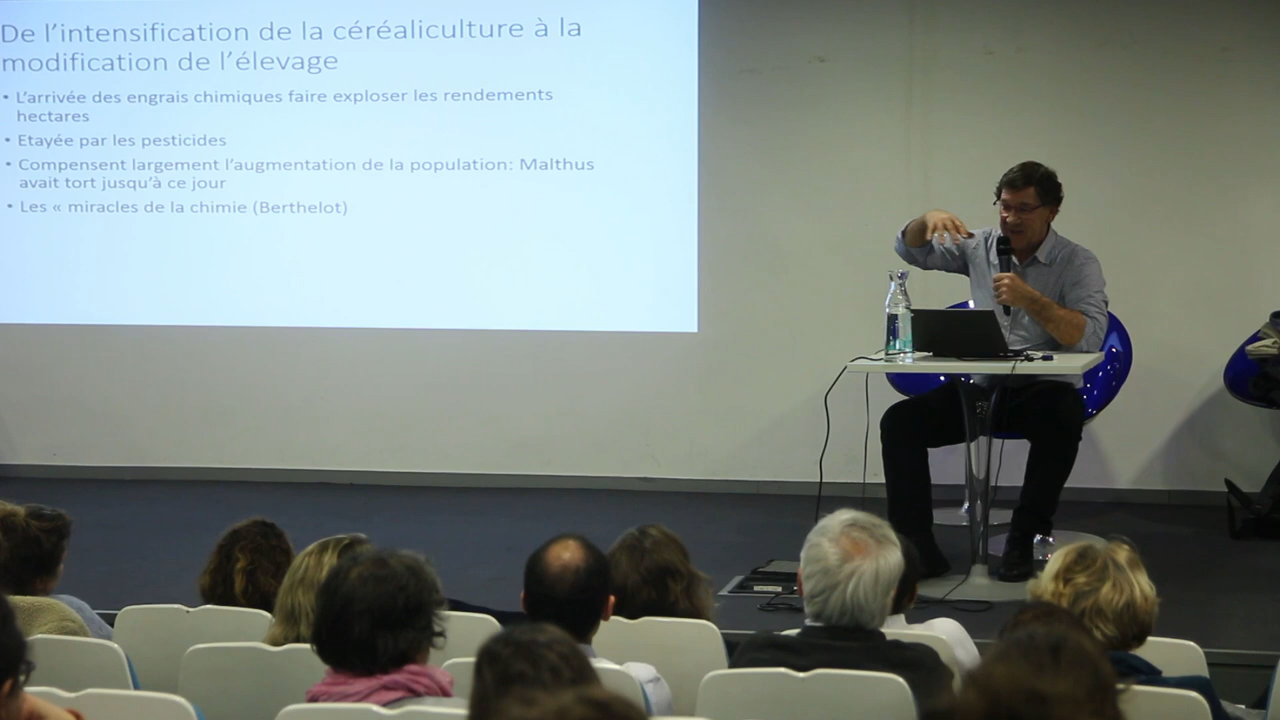 De l'intensification de la céréaliculture à la
modification de l'élevage
• L'arrivée des engrais chimiques faire exploser les rendements
hectares
• Etayée par les pesticides
• Compensent largement l'augmentation de la population: Malthus
avait tort jusqu'à ce jour
• Les « miracles de la chimie (Berthelot)